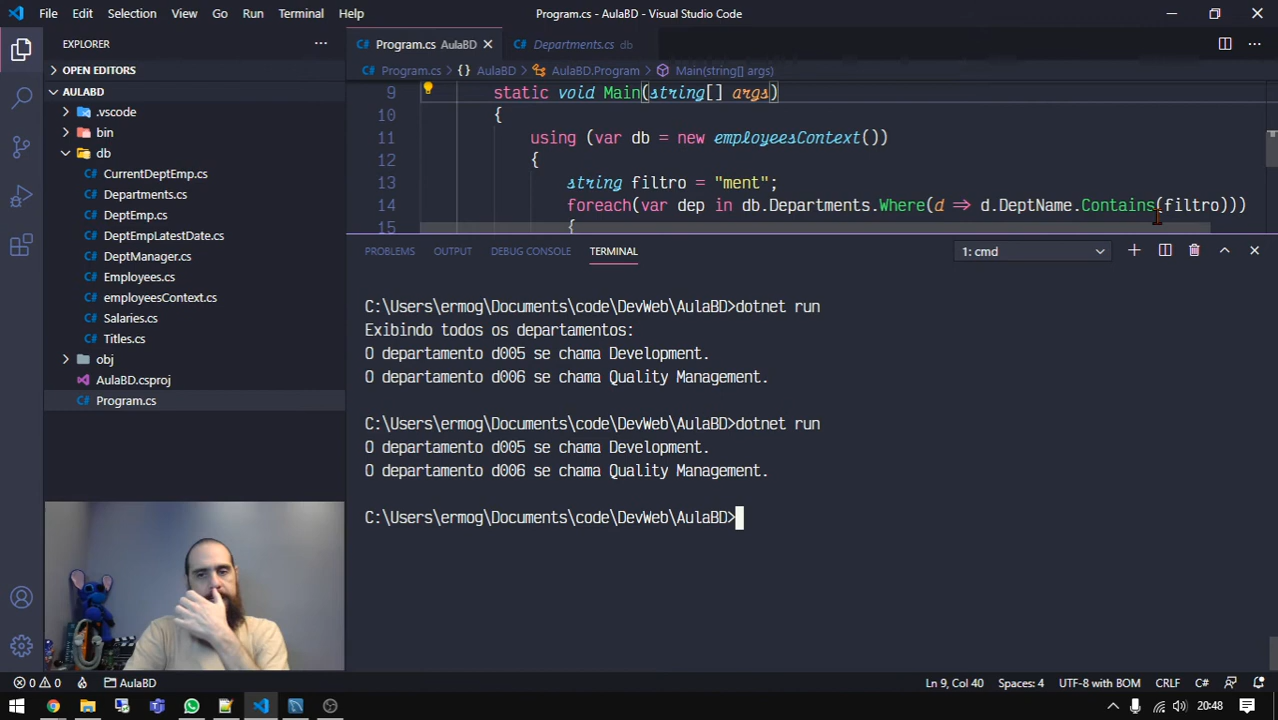 File Edit Selection View Go Run Terminal Help Program.cs - AulaBD - Visual Studio Code
EXPLORER
OPEN EDITORS
AULABD
.vscode
bin
db
CurrentDeptEmp.cs
Departments.cs
DeptEmp.cs
DeptEmpLatestDate.cs
DeptManager.cs
Employees.cs
employeesContext.cs
Salaries.cs
Titles.cs
obj
AulaBD.csproj
Program.cs
Program.cs AulaBD Departments.cs db
Program.cs {} AulaBD AulaBD.Program Main(string[] args)
9 static void Main(string[] args)
10 {
11 using (var db = new employeesContext())
12 {
13 string filtro = "ment";
14 foreach(var dep in db.Departments.Where(d => d.DeptName.Contains(filtro)))
15 {
PROBLEMS OUTPUT DEBUG CONSOLE TERMINAL 1: cmd
C:\Users\ermog\Documents\code\DevWeb\AulaBD>dotnet run
Exibindo todos os departamentos:
O departamento d005 se chama Development.
O departamento d006 se chama Quality Management.
C:\Users\ermog\Documents\code\DevWeb\AulaBD>dotnet run
O departamento d005 se chama Development.
O departamento d006 se chama Quality Management.
C:\Users\ermog\Documents\code\DevWeb\AulaBD>
0 0 AulaBD Ln 9, Col 40 Spaces: 4 UTF-8 with BOM CRLF C#
20:48